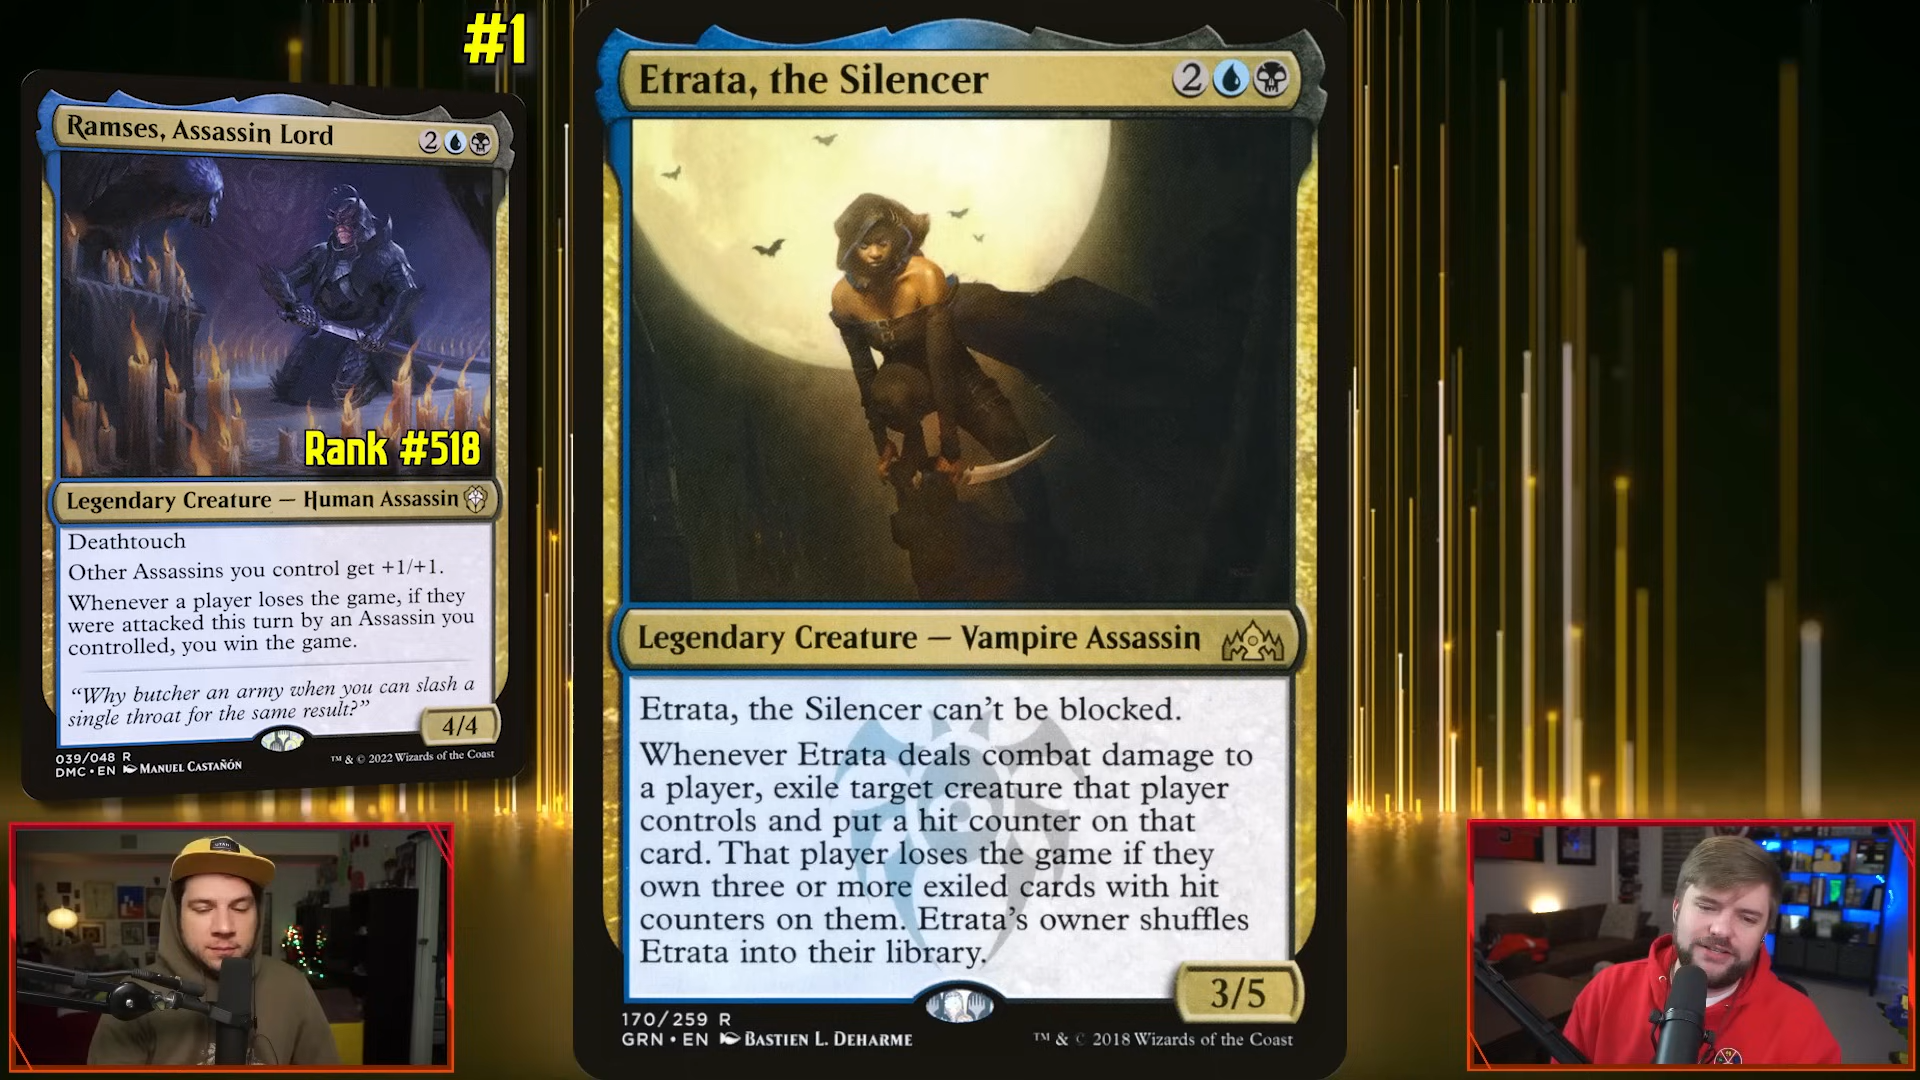 #1
Ramses, Assassin Lord
2
Rank #518
Legendary Creature — Human Assassin
Deathtouch
Other Assassins you control get +1/+1.
Whenever a player loses the game, if they
were attacked this turn by an Assassin you
controlled, you win the game.
“Why butcher an army when you can slash a
single throat for the same result?”
4/4
039/048 R
DMC • EN MANUEL CASTAÑÓN
™ & © 2022 Wizards of the Coast
Etrata, the Silencer
2
Legendary Creature — Vampire Assassin
Etrata, the Silencer can’t be blocked.
Whenever Etrata deals combat damage to
a player, exile target creature that player
controls and put a hit counter on that
card. That player loses the game if they
own three or more exiled cards with hit
counters on them. Etrata’s owner shuffles
Etrata into their library.
3/5
170/259 R
GRN • EN BASTIEN L. DEHARME
™ & © 2018 Wizards of the Coast
UTAH